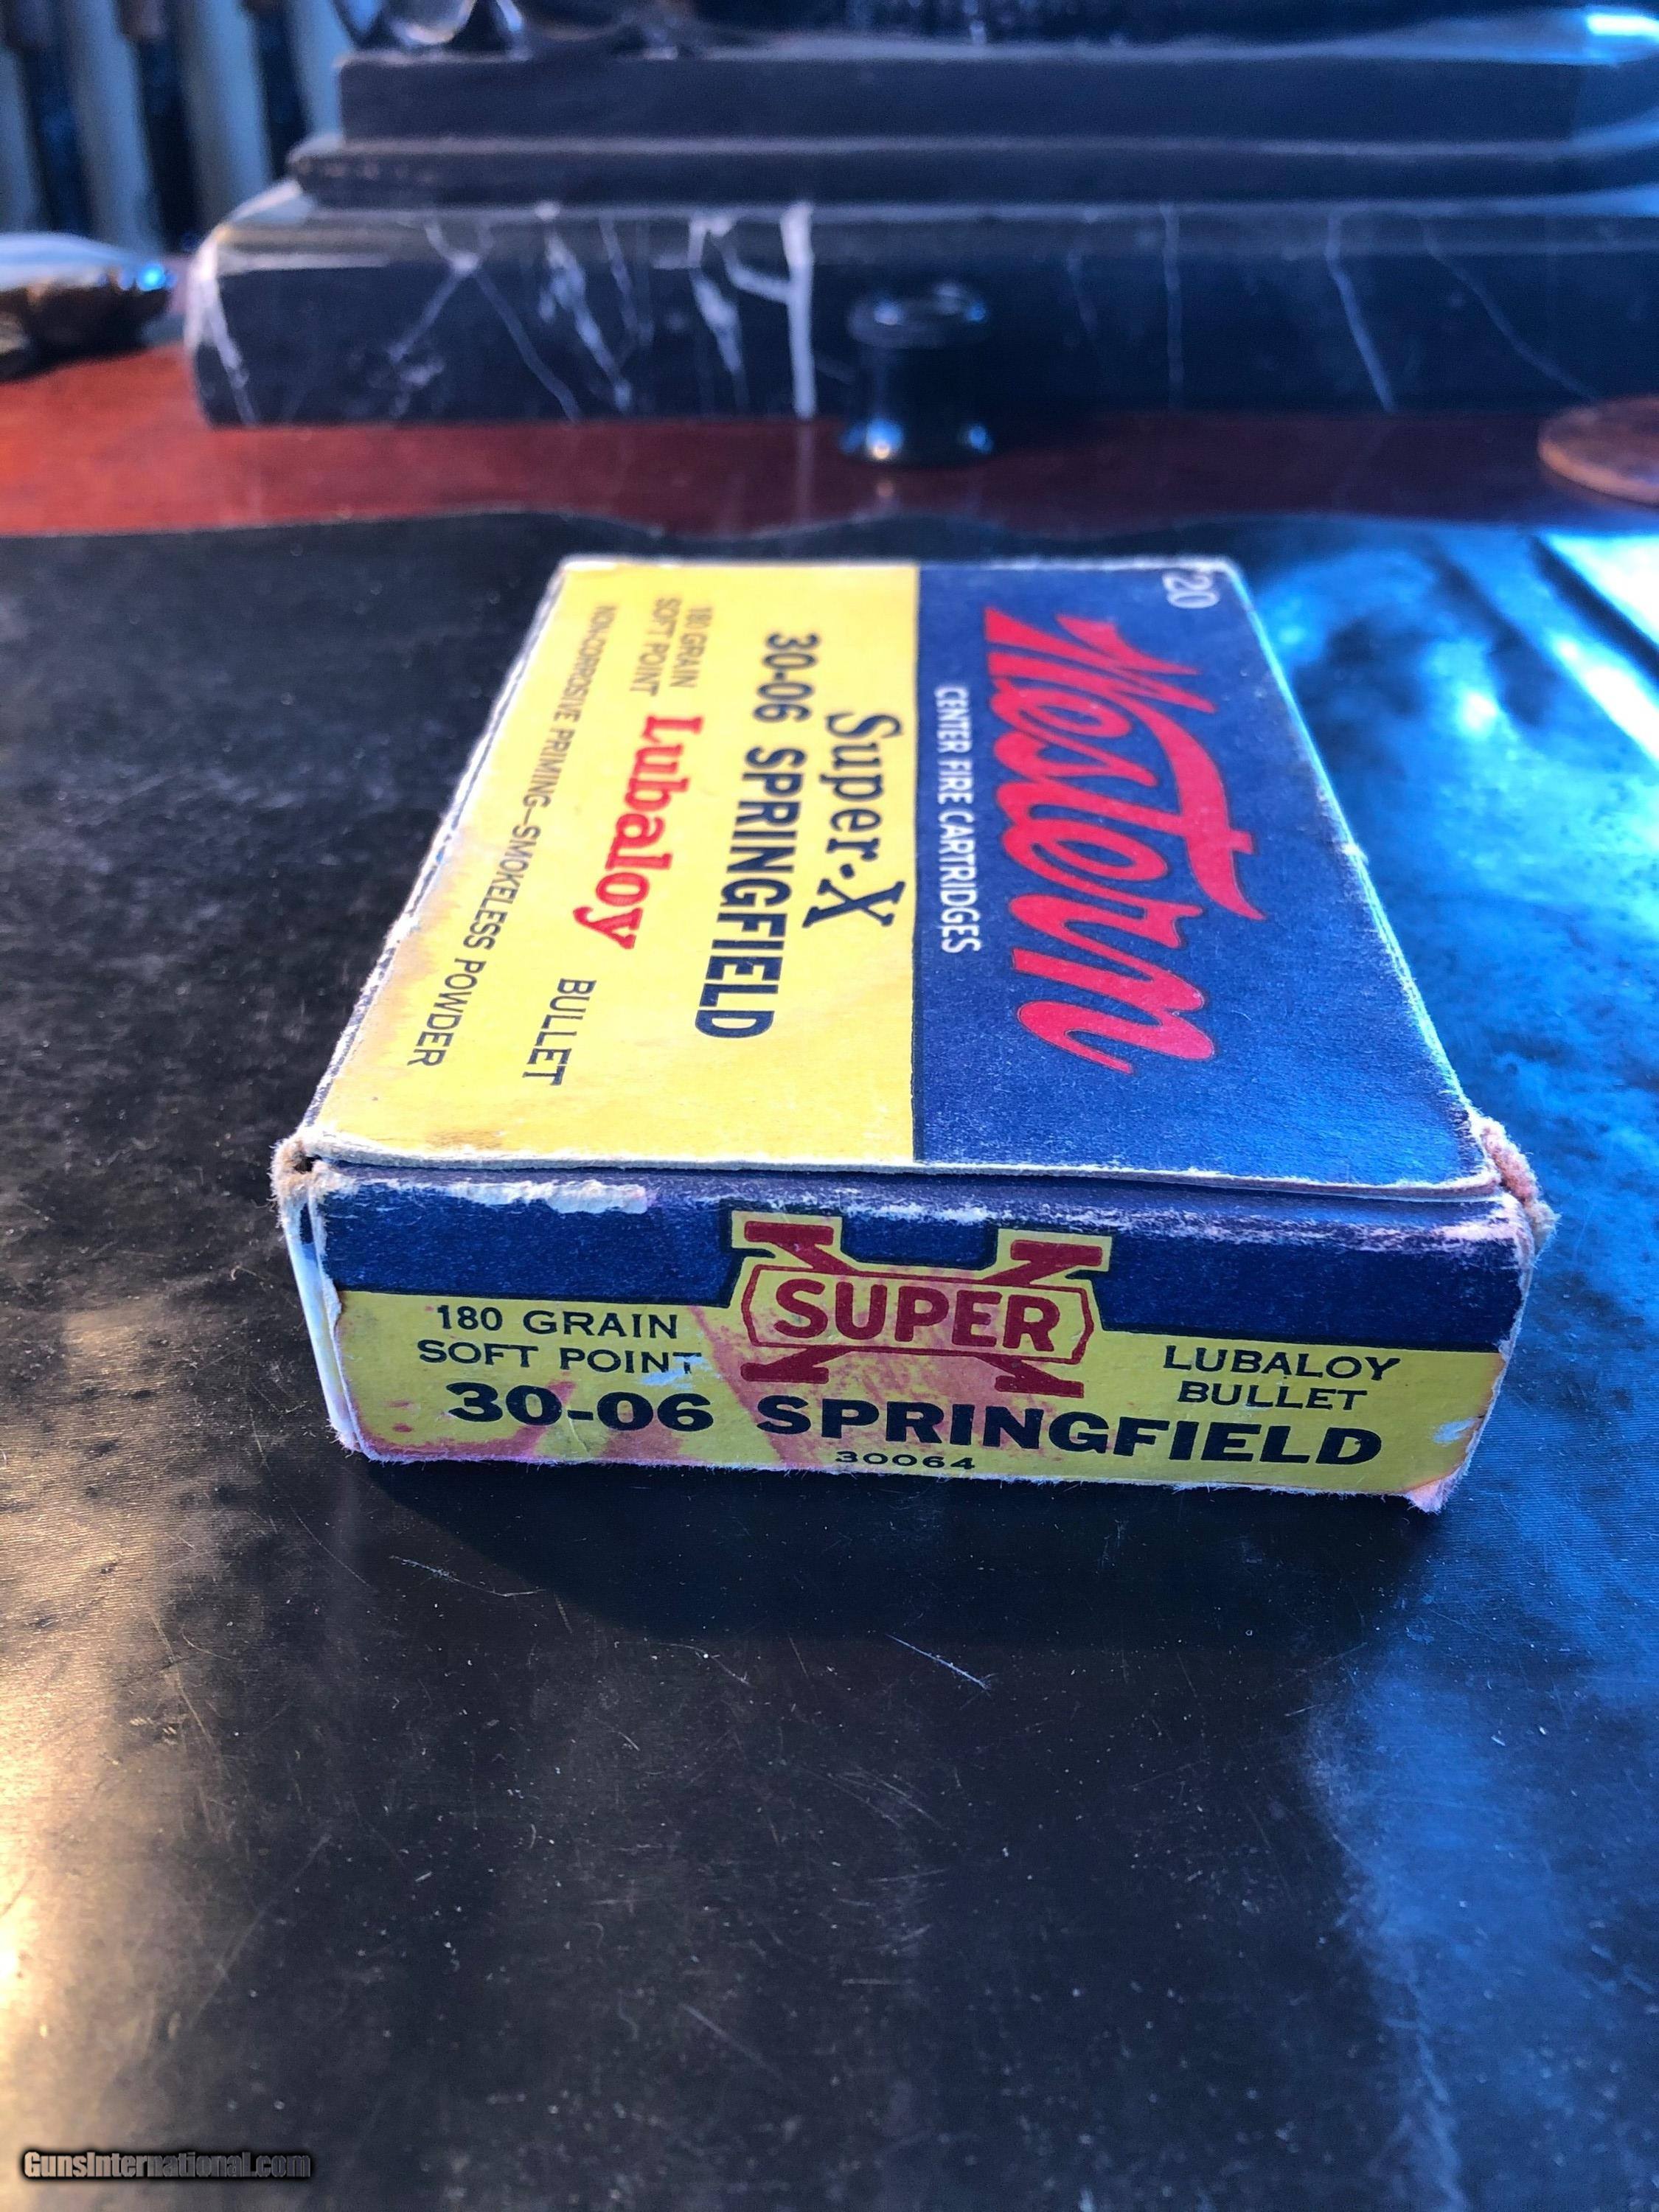 20
Western
CENTER FIRE CARTRIDGES
Super-X
30-06 SPRINGFIELD
180 GRAIN
SOFT POINT
Lubaloy
BULLET
NON-CORROSIVE PRIMING-SMOKELESS POWDER
SUPER
X
180 GRAIN
SOFT POINT
LUBALOY
BULLET
30-06 SPRINGFIELD
30064
GunsInternational.com